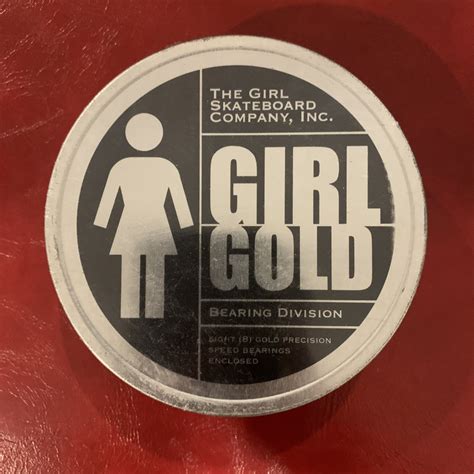 THE GIRL
SKATEBOARD
COMPANY, INC.
GIRL
GOLD
BEARING DIVISION
EIGHT (8) GOLD PRECISION
SPEED BEARINGS
ENCLOSED